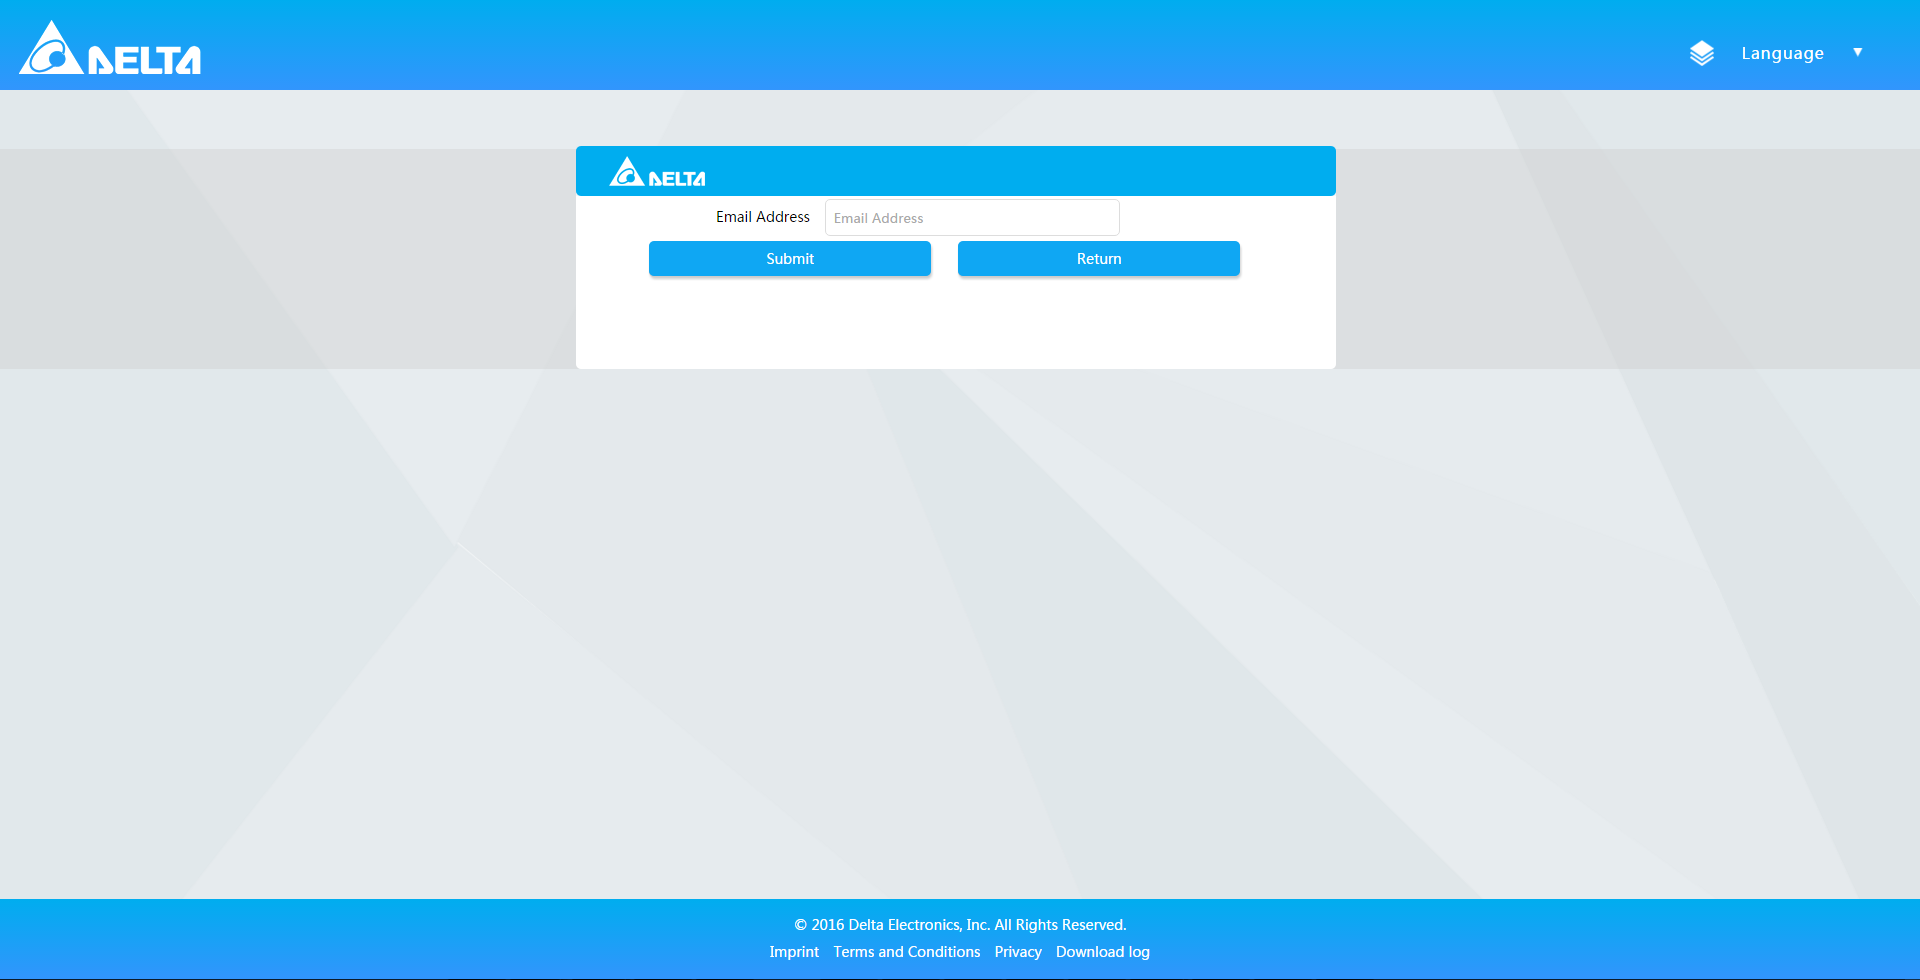 DELTA
Language
DELTA
Email Address
Email Address
Submit
Return
© 2016 Delta Electronics, Inc. All Rights Reserved.
Imprint Terms and Conditions Privacy Download log